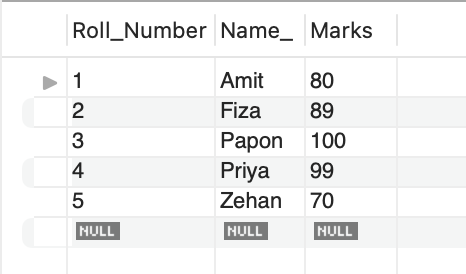 Roll_Number Name_ Marks
1 Amit 80
2 Fiza 89
3 Papon 100
4 Priya 99
5 Zehan 70
NULL NULL NULL